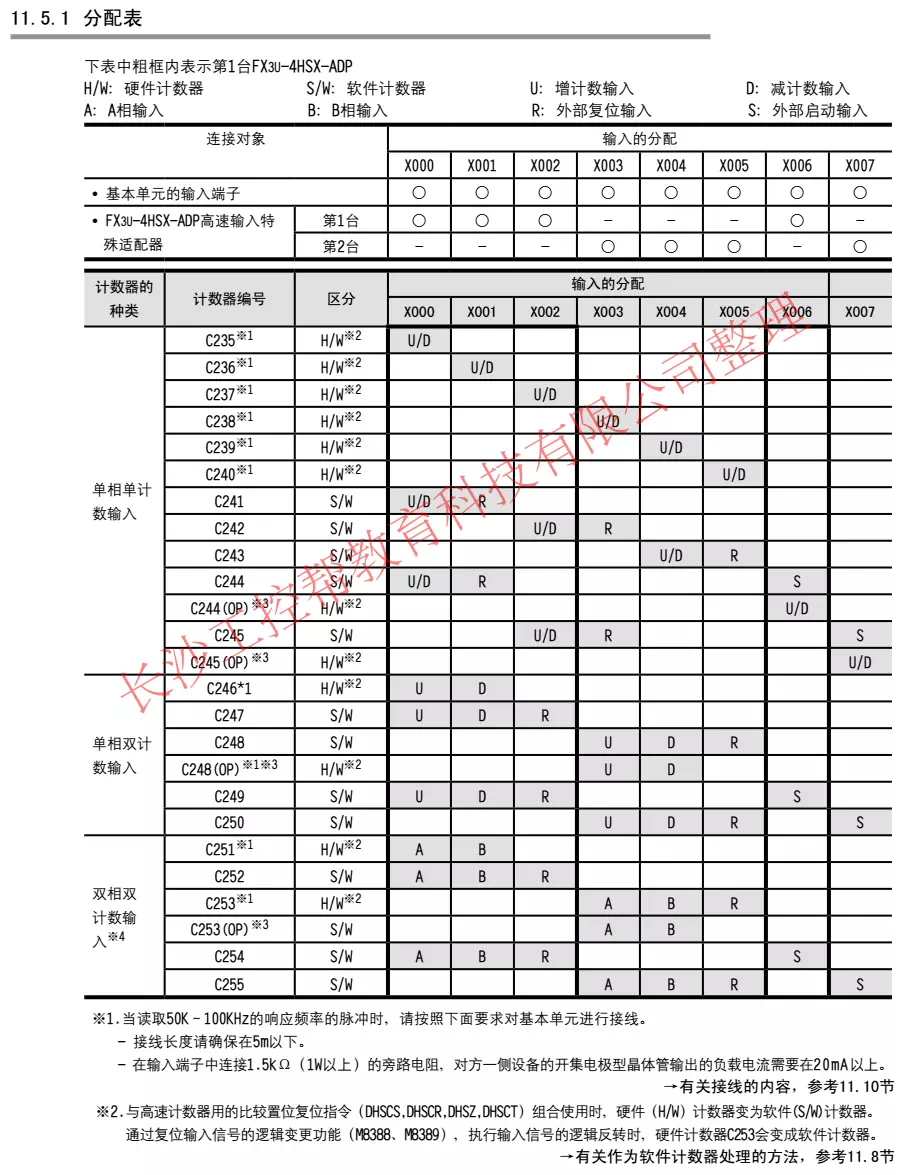 11.5.1 分配表
下表中粗框内表示第1台FX3U-4HSX-ADP
H/W: 硬件计数器 S/W: 软件计数器 U: 增计数输入 D: 减计数输入
A: A相输入 B: B相输入 R: 外部复位输入 S: 外部启动输入
连接对象 输入的分配
X000 X001 X002 X003 X004 X005 X006 X007
• 基本单元的输入端子 ○ ○ ○ ○ ○ ○ ○ ○
• FX3U-4HSX-ADP高速输入特 第1台 ○ ○ ○ - - - ○ -
殊适配器 第2台 - - - ○ ○ ○ - ○
计数器的 计数器编号 区分 输入的分配
种类 X000 X001 X002 X003 X004 X005 X006 X007
C235※1 H/W※2 U/D
C236※1 H/W※2 U/D
C237※1 H/W※2 U/D
C238※1 H/W※2 U/D
C239※1 H/W※2 U/D
C240※1 H/W※2 U/D
单相单计
数输入
C241 S/W U/D R
C242 S/W U/D R
C243 S/W U/D R
C244 S/W U/D R S
C244(OP)※3 H/W※2 U/D
C245 S/W U/D R S
C245(OP)※3 H/W※2 U/D
C246*1 H/W※2 U D
C247 S/W U D R
单相双计
数输入
C248 S/W U D R
C248(OP)※1※3 H/W※2 U D
C249 S/W U D R S
C250 S/W U D R S
C251※1 H/W※2 A B
C252 S/W A B R
双相双
计数输
入※4
C253※1 H/W※2 A B R
C253(OP)※3 S/W A B
C254 S/W A B R S
C255 S/W A B R S
长沙工控帮教育科技有限公司整理
※1.当读取50K-100KHz的响应频率的脉冲时，请按照下面要求对基本单元进行接线。
- 接线长度请确保在5m以下。
- 在输入端子中连接1.5kΩ（1W以上）的旁路电阻，对方一侧设备的开集电极型晶体管输出的负载电流需要在20mA以上。
→有关接线的内容，参考11.10节
※2.与高速计数器用的比较置位复位指令（DHSCS,DHSCR,DHSZ,DHSCT）组合使用时，硬件（H/W）计数器变为软件(S/W)计数器。
通过复位输入信号的逻辑变更功能（M8388、M8389），执行输入信号的逻辑反转时，硬件计数器C253会变成软件计数器。
→有关作为软件计数器处理的方法，参考11.8节